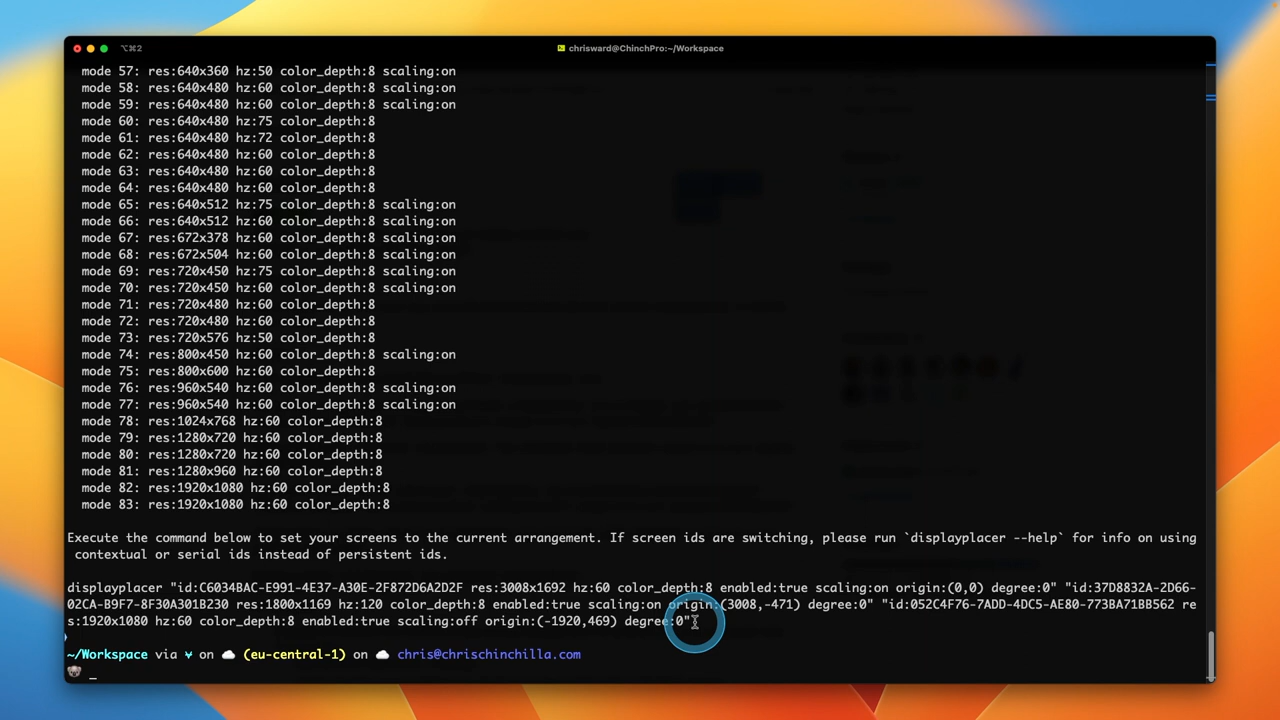 ⌥⌘2
chrisward@ChinchPro:~/Workspace
mode 57: res:640x360 hz:50 color_depth:8 scaling:on
mode 58: res:640x480 hz:60 color_depth:8 scaling:on
mode 59: res:640x480 hz:60 color_depth:8 scaling:on
mode 60: res:640x480 hz:75 color_depth:8
mode 61: res:640x480 hz:72 color_depth:8
mode 62: res:640x480 hz:60 color_depth:8
mode 63: res:640x480 hz:60 color_depth:8
mode 64: res:640x480 hz:60 color_depth:8
mode 65: res:640x512 hz:75 color_depth:8 scaling:on
mode 66: res:640x512 hz:60 color_depth:8 scaling:on
mode 67: res:672x378 hz:60 color_depth:8 scaling:on
mode 68: res:672x504 hz:60 color_depth:8 scaling:on
mode 69: res:720x450 hz:75 color_depth:8 scaling:on
mode 70: res:720x450 hz:60 color_depth:8 scaling:on
mode 71: res:720x480 hz:60 color_depth:8
mode 72: res:720x480 hz:60 color_depth:8
mode 73: res:720x576 hz:50 color_depth:8
mode 74: res:800x450 hz:60 color_depth:8 scaling:on
mode 75: res:800x600 hz:60 color_depth:8
mode 76: res:960x540 hz:60 color_depth:8 scaling:on
mode 77: res:960x540 hz:60 color_depth:8 scaling:on
mode 78: res:1024x768 hz:60 color_depth:8
mode 79: res:1280x720 hz:60 color_depth:8
mode 80: res:1280x720 hz:60 color_depth:8
mode 81: res:1280x960 hz:60 color_depth:8
mode 82: res:1920x1080 hz:60 color_depth:8
mode 83: res:1920x1080 hz:60 color_depth:8
Execute the command below to set your screens to the current arrangement. If screen ids are switching, please run `displayplacer --help` for info on using
contextual or serial ids instead of persistent ids.
displayplacer "id:C6034BAC-E991-4E37-A30E-2F872D6A2D2F res:3008x1692 hz:60 color_depth:8 enabled:true scaling:on origin:(0,0) degree:0" "id:37D8832A-2D66-
02CA-B9F7-8F30A301B230 res:1800x1169 hz:120 color_depth:8 enabled:true scaling:on origin:(3008,-471) degree:0" "id:052C4F76-7ADD-4DC5-AE80-773BA71BB562 re
s:1920x1080 hz:60 color_depth:8 enabled:true scaling:off origin:(-1920,469) degree:0"
~/Workspace via on (eu-central-1) on chris@chrischinchilla.com